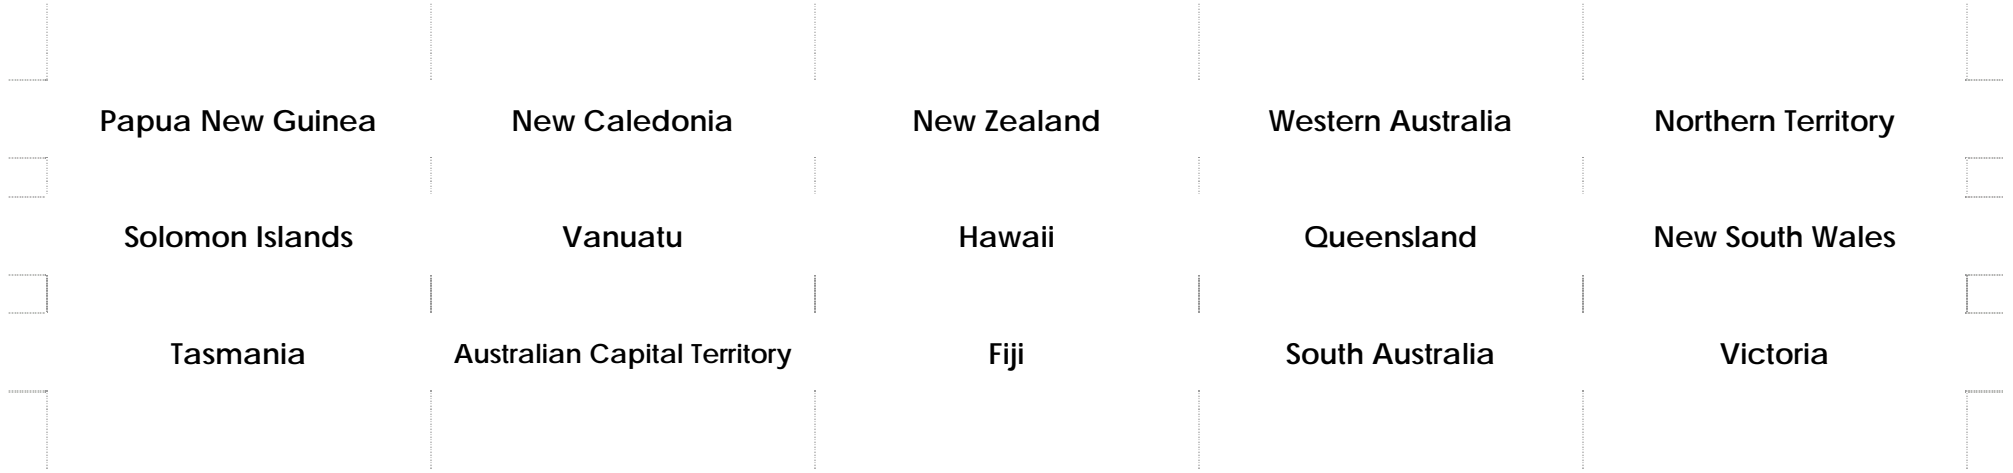 Papua New Guinea New Caledonia New Zealand Western Australia Northern Territory
Solomon Islands Vanuatu Hawaii Queensland New South Wales
Tasmania Australian Capital Territory Fiji South Australia Victoria